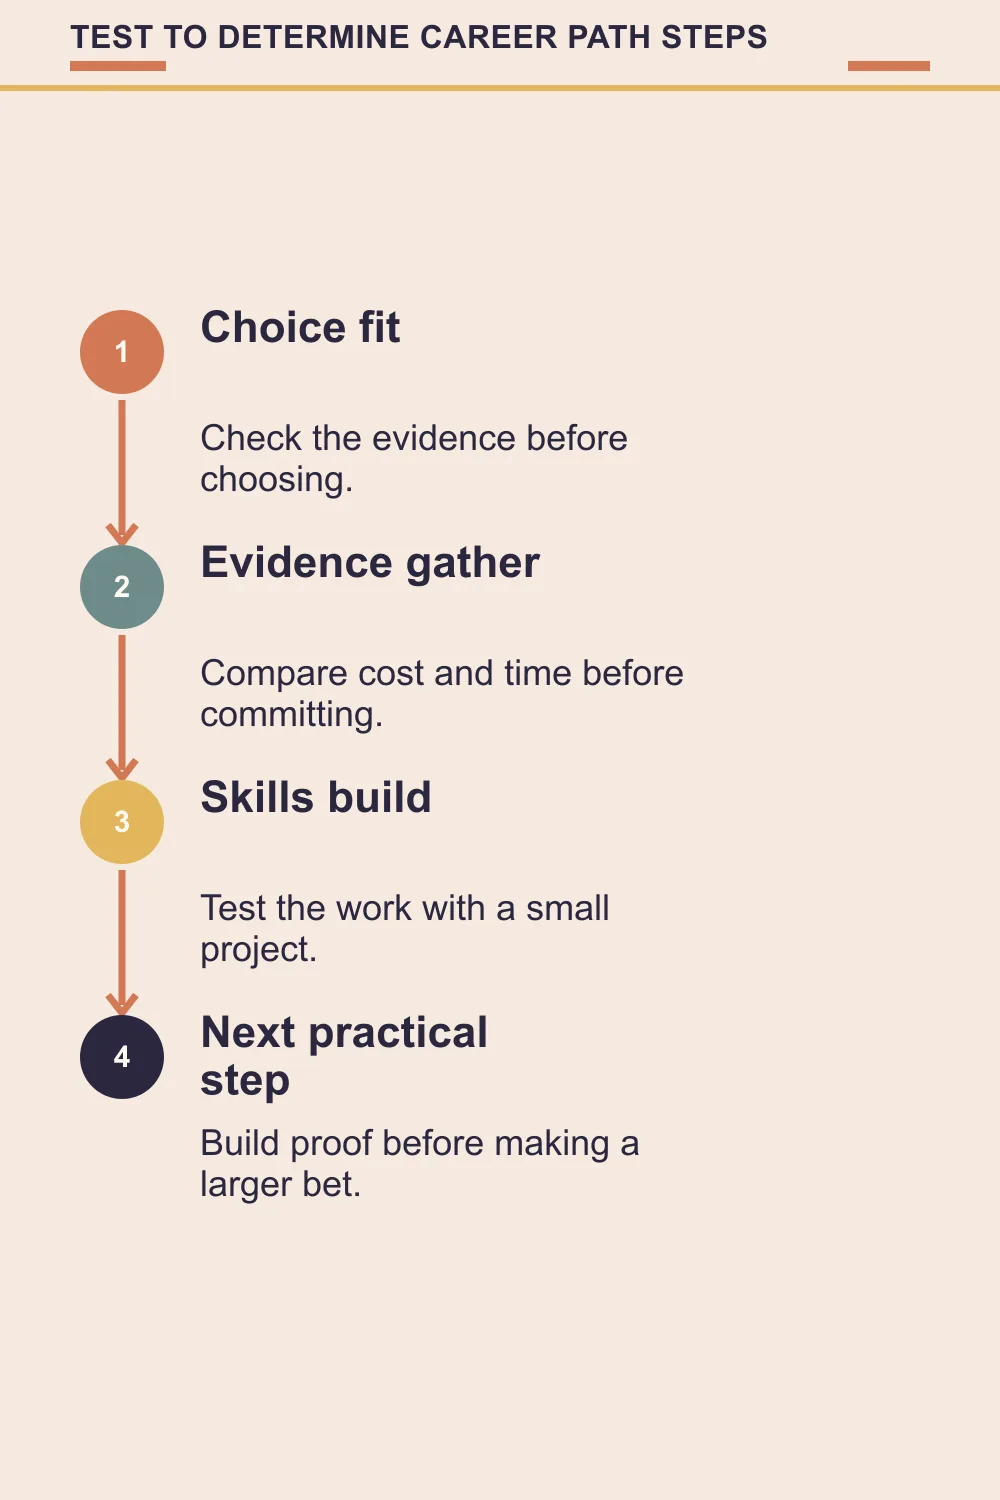 TEST TO DETERMINE CAREER PATH STEPS
1
Choice fit
Check the evidence before
choosing.
2
Evidence gather
Compare cost and time before
committing.
3
Skills build
Test the work with a small
project.
4
Next practical
step
Build proof before making a
larger bet.